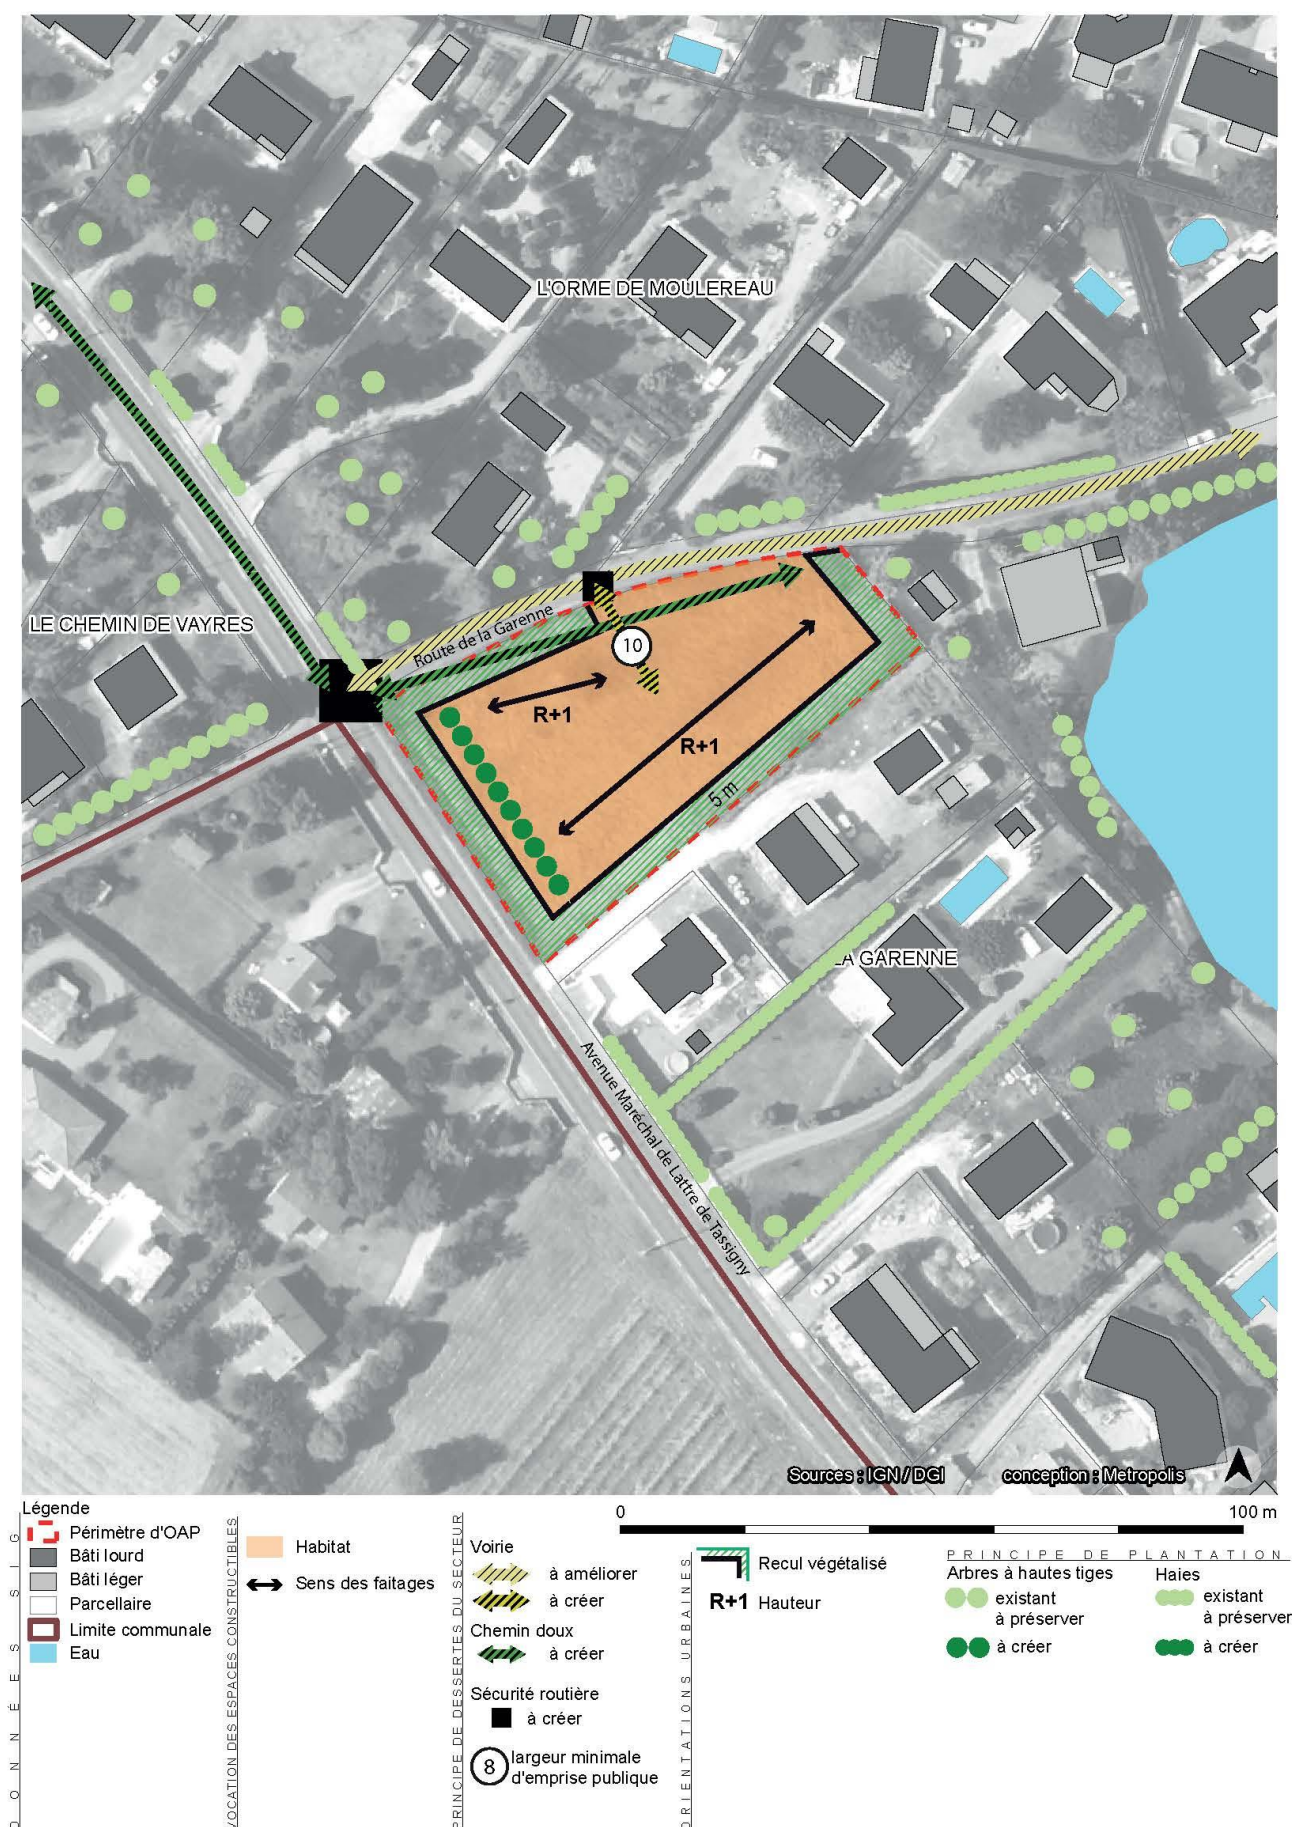 L'ORME DE MOULEREAU
LE CHEMIN DE VAYRES
Route de la Garenne
10
R+1
R+1
5 m
LA GARENNE
Avenue Maréchal de Lattre de Tassigny
Sources : IGN / DGI
conception : Metropolis
Légende
DONNÉES SIG
Périmètre d'OAP
Bâti lourd
Bâti léger
Parcellaire
Limite communale
Eau
VOCATION DES ESPACES CONSTRUCTIBLES
Habitat
Sens des faitages
PRINCIPE DE DESSERTES DU SECTEUR
Voirie
à améliorer
à créer
Chemin doux
à créer
Sécurité routière
à créer
8
largeur minimale
d'emprise publique
0
100 m
ORIENTATIONS URBAINES
Recul végétalisé
R+1 Hauteur
PRINCIPE DE PLANTATION
Arbres à hautes tiges
existant
à préserver
à créer
Haies
existant
à préserver
à créer